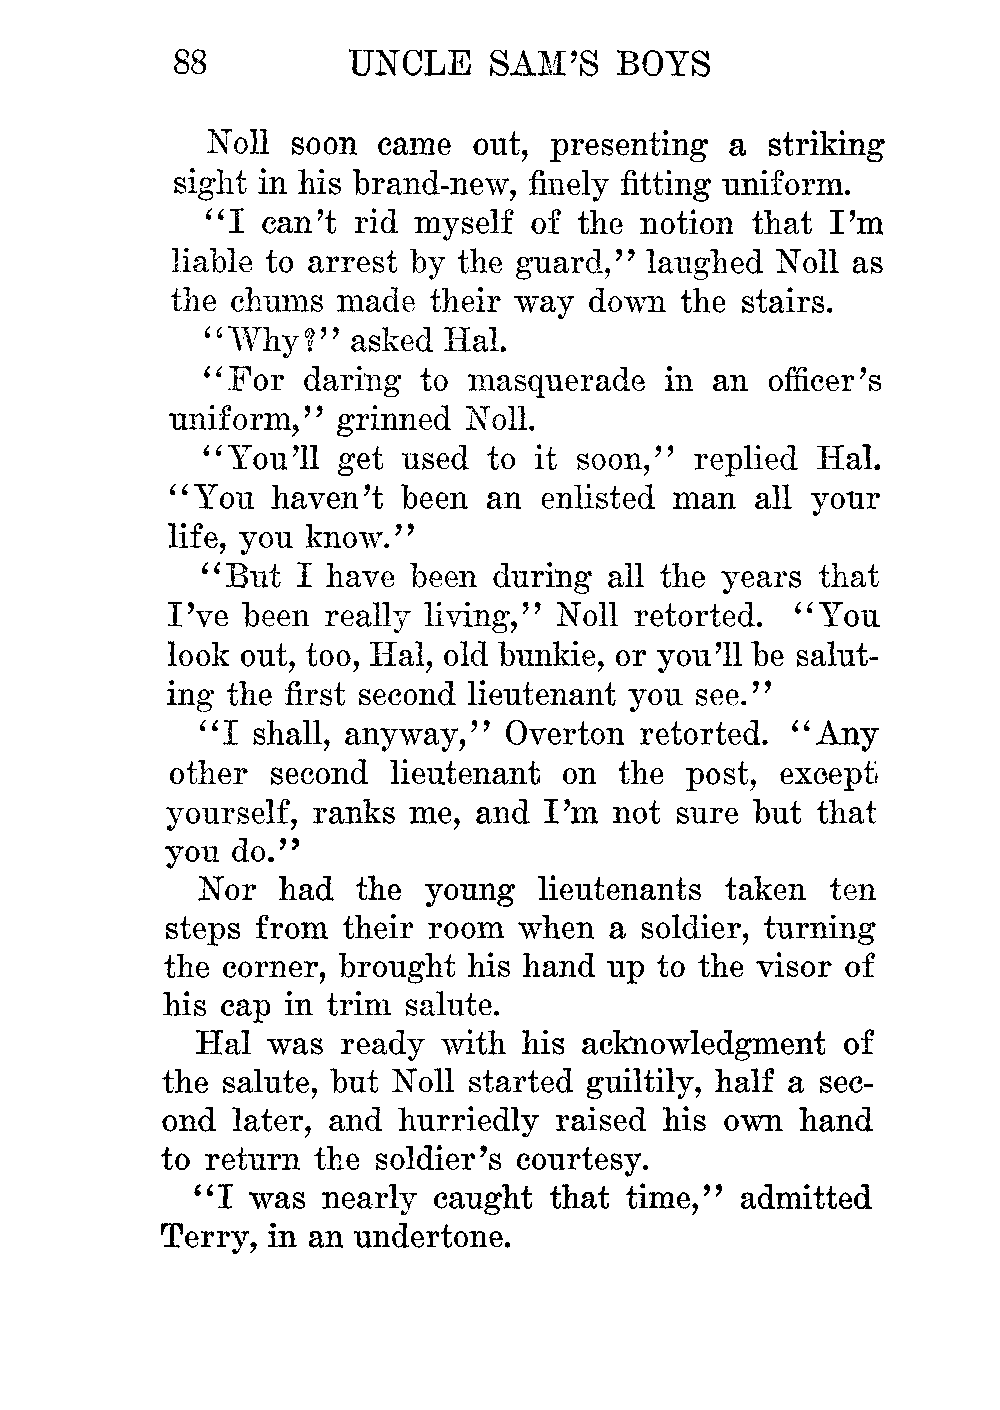 88 UNCLE SAM'S BOYS
Noll soon came out, presenting a striking
sight in his brand-new, finely fitting uniform.
"I can't rid myself of the notion that I'm
liable to arrest by the guard," laughed Noll as
the chums made their way down the stairs.
"Why?" asked Hal.
"For daring to masquerade in an officer's
uniform," grinned Noll.
"You'll get used to it soon," replied Hal.
"You haven't been an enlisted man all your
life, you know."
"But I have been during all the years that
I've been really living," Noll retorted. "You
look out, too, Hal, old bunkie, or you'll be salut-
ing the first second lieutenant you see."
"I shall, anyway," Overton retorted. "Any
other second lieutenant on the post, except
yourself, ranks me, and I'm not sure but that
you do."
Nor had the young lieutenants taken ten
steps from their room when a soldier, turning
the corner, brought his hand up to the visor of
his cap in trim salute.
Hal was ready with his acknowledgment of
the salute, but Noll started guiltily, half a sec-
ond later, and hurriedly raised his own hand
to return the soldier's courtesy.
"I was nearly caught that time," admitted
Terry, in an undertone.